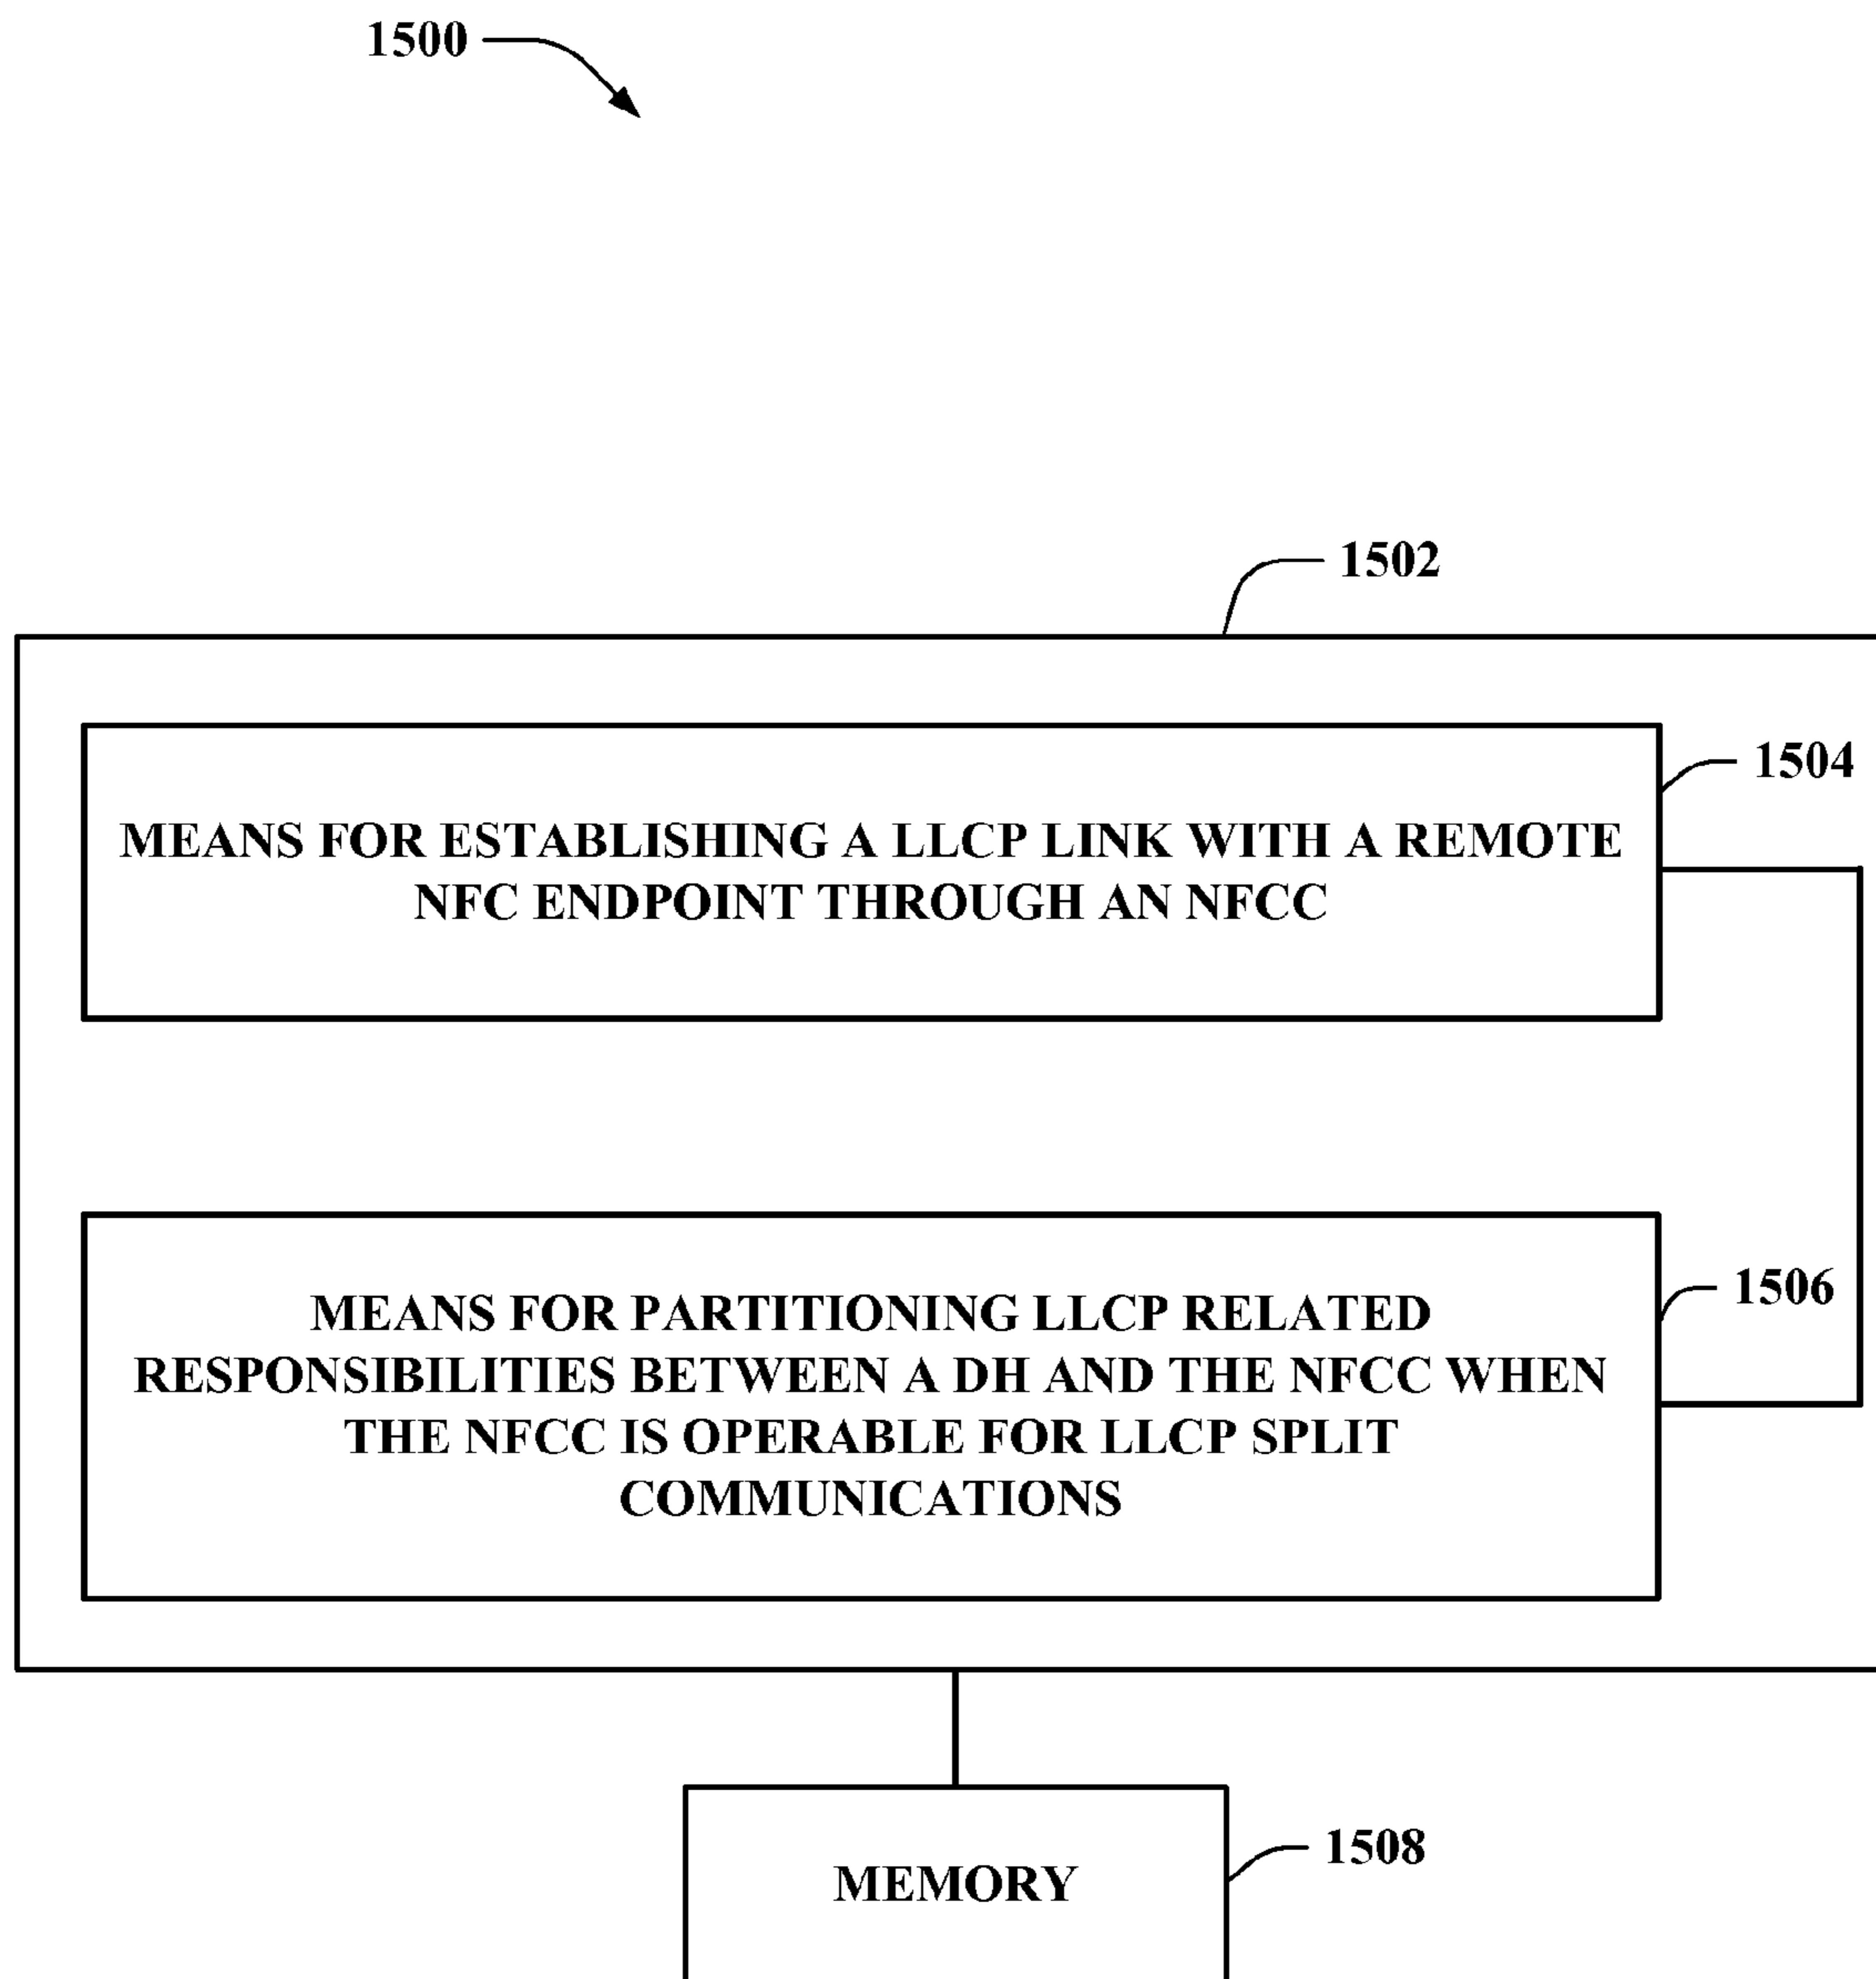 1500
1502
1504
MEANS FOR ESTABLISHING A LLCP LINK WITH A REMOTE
NFC ENDPOINT THROUGH AN NFCC
1506
MEANS FOR PARTITIONING LLCP RELATED
RESPONSIBILITIES BETWEEN A DH AND THE NFCC WHEN
THE NFCC IS OPERABLE FOR LLCP SPLIT
COMMUNICATIONS
1508
MEMORY